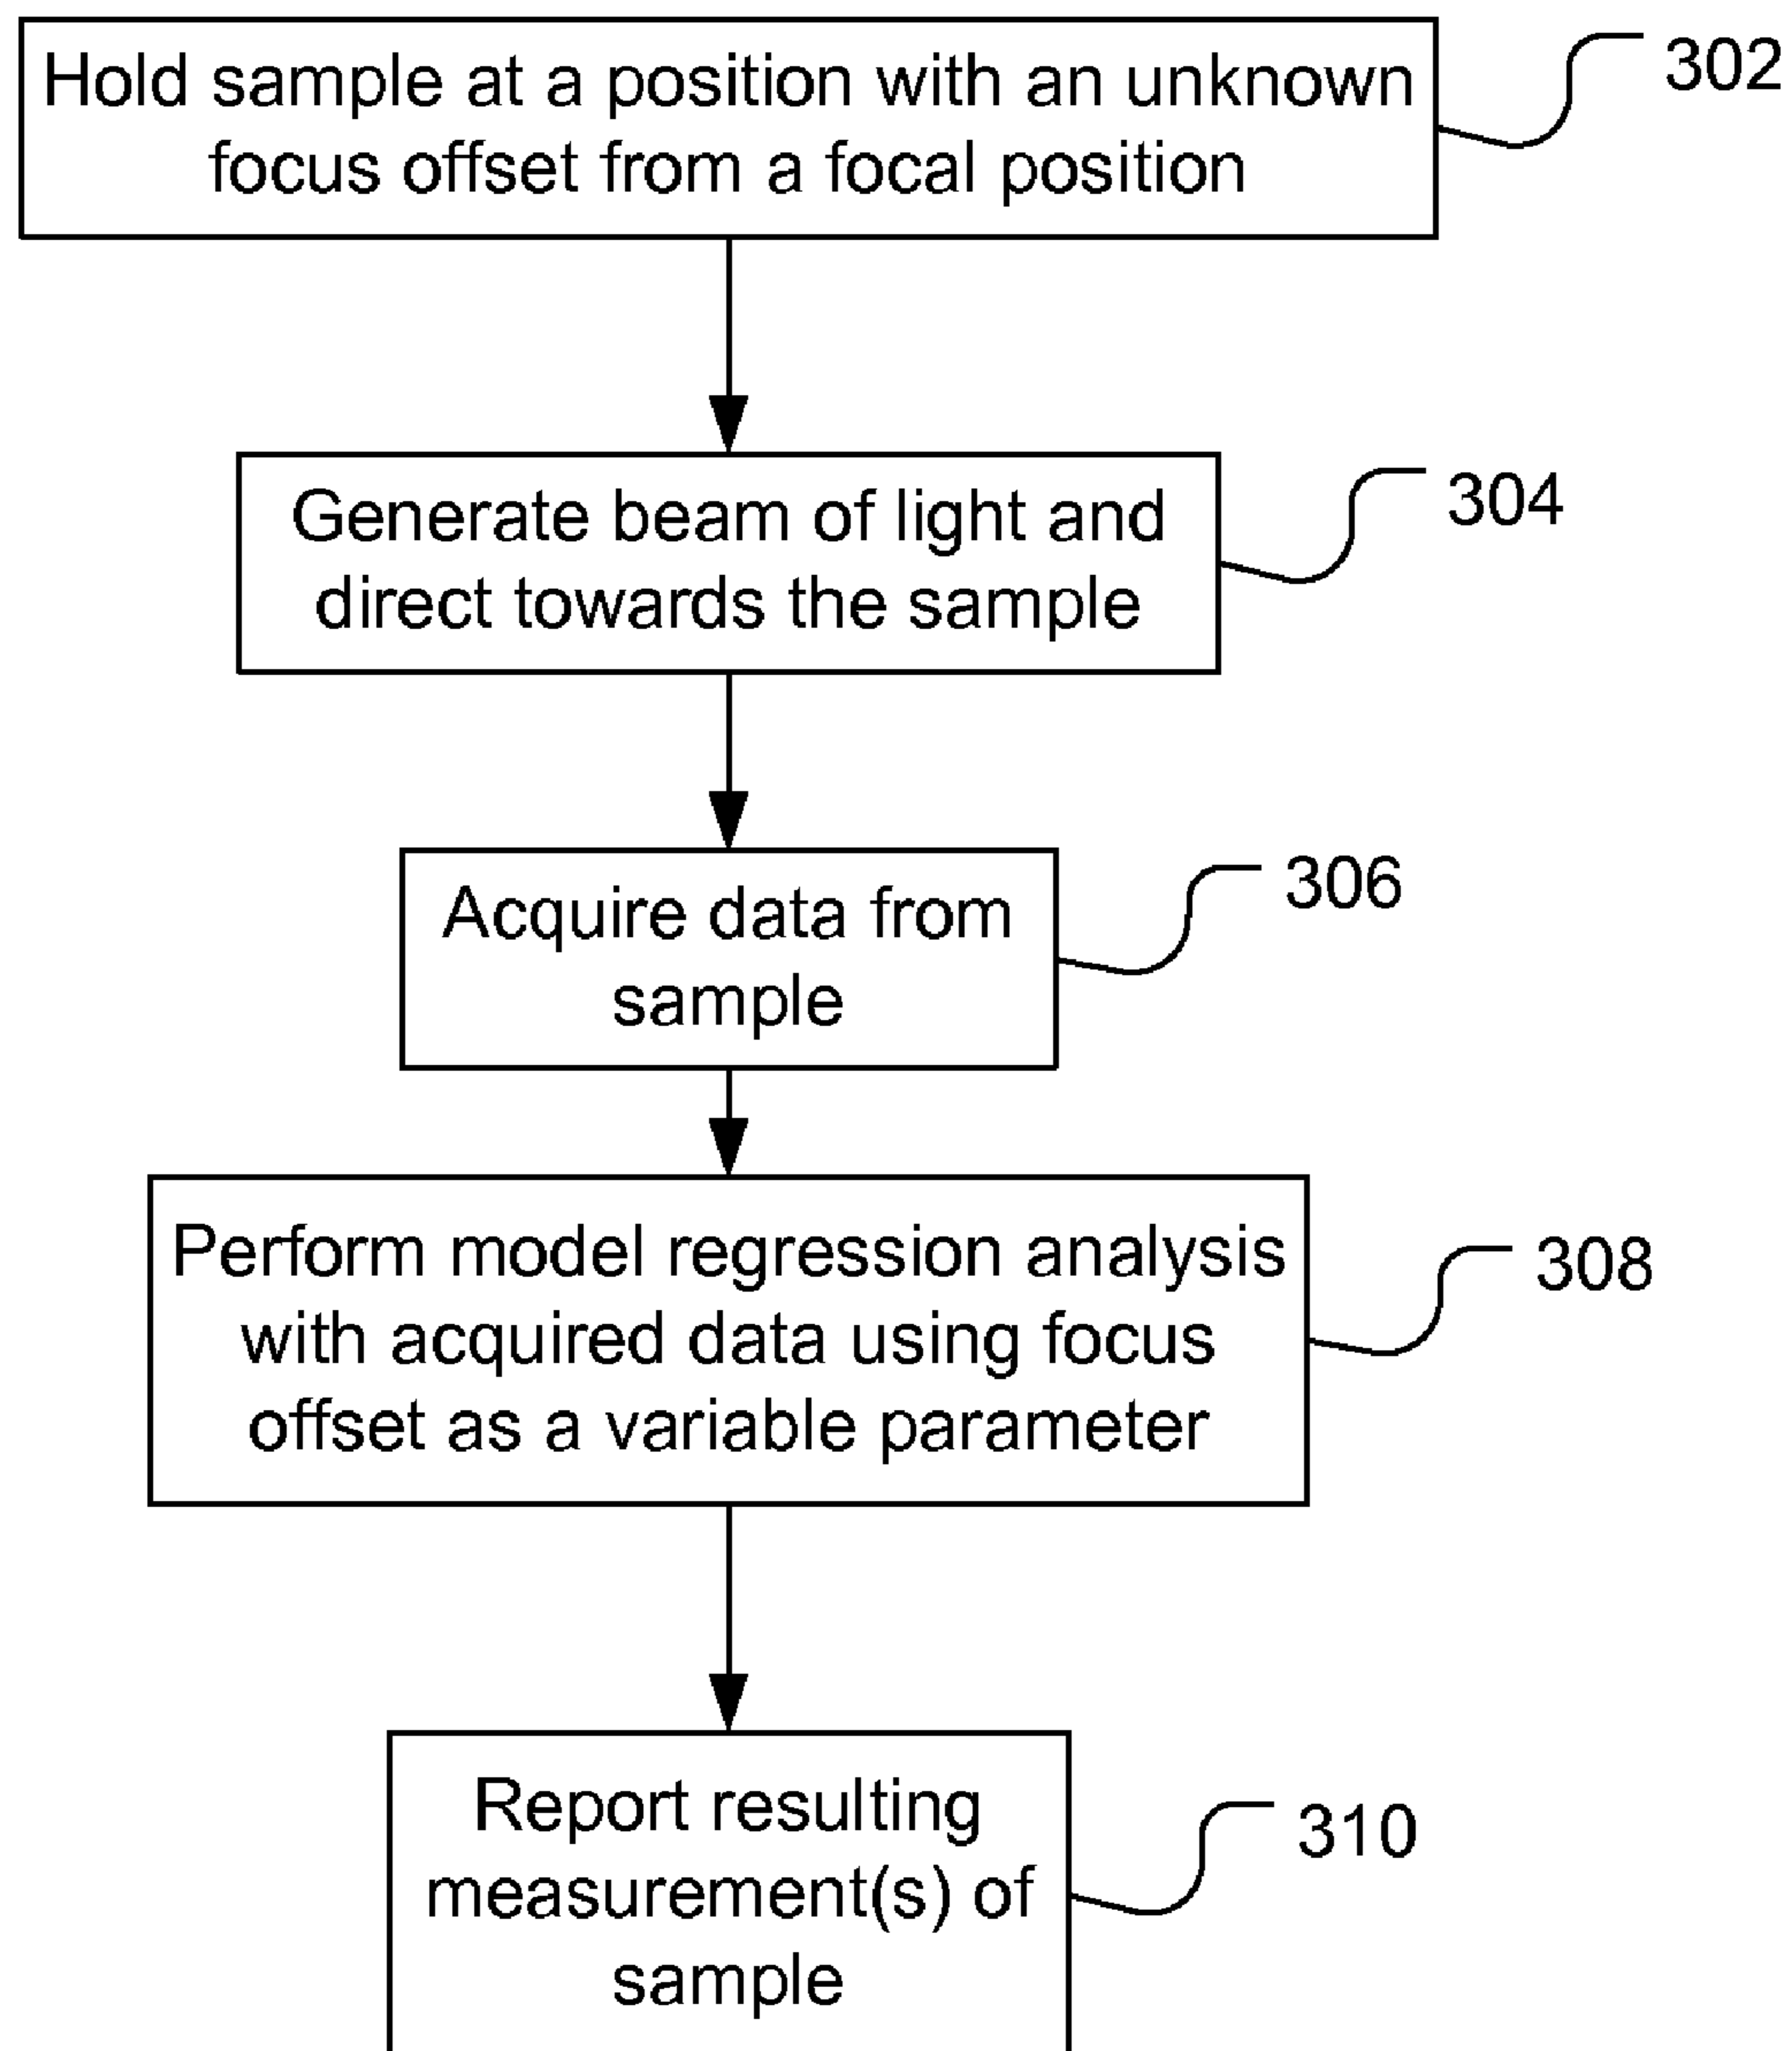 Hold sample at a position with an unknown
focus offset from a focal position
302
Generate beam of light and
direct towards the sample
304
Acquire data from
sample
306
Perform model regression analysis
with acquired data using focus
offset as a variable parameter
308
Report resulting
measurement(s) of
sample
310